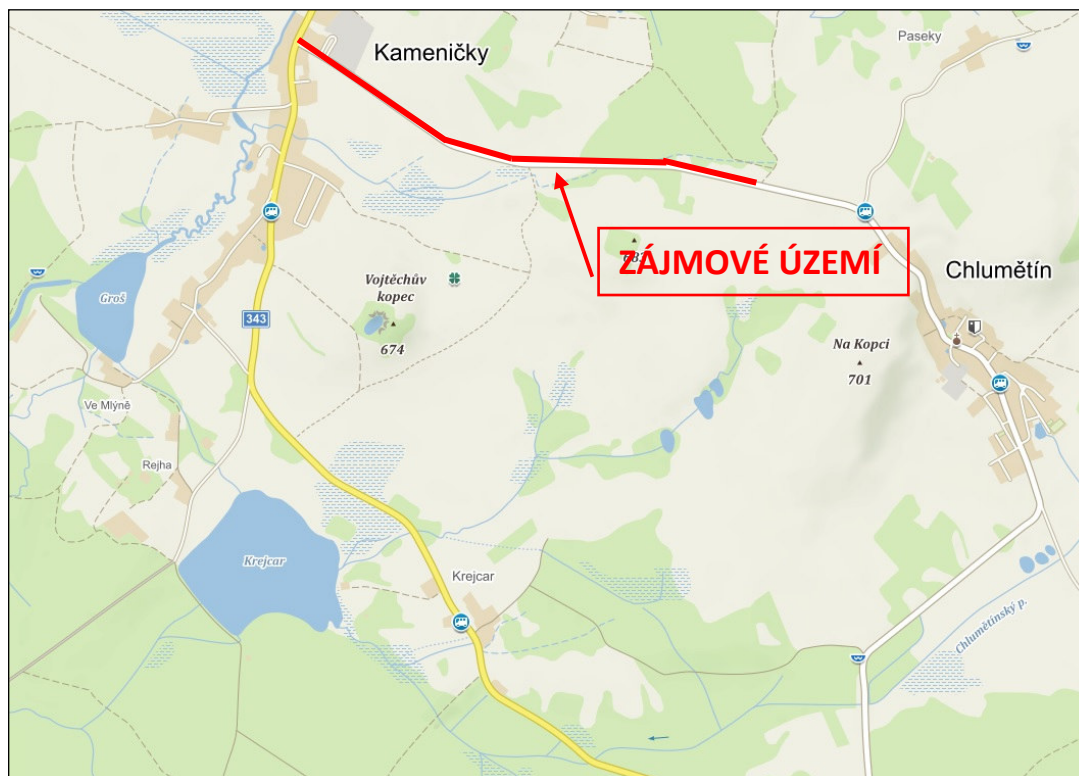 Paseky
Kameničky
ZÁJMOVÉ ÚZEMÍ
Chlumětín
Vojtěchův
kopec
674
Groš
343
Na Kopci
701
Ve Mlýně
Rejha
Krejcar
Krejcar
Chlumětínský p.